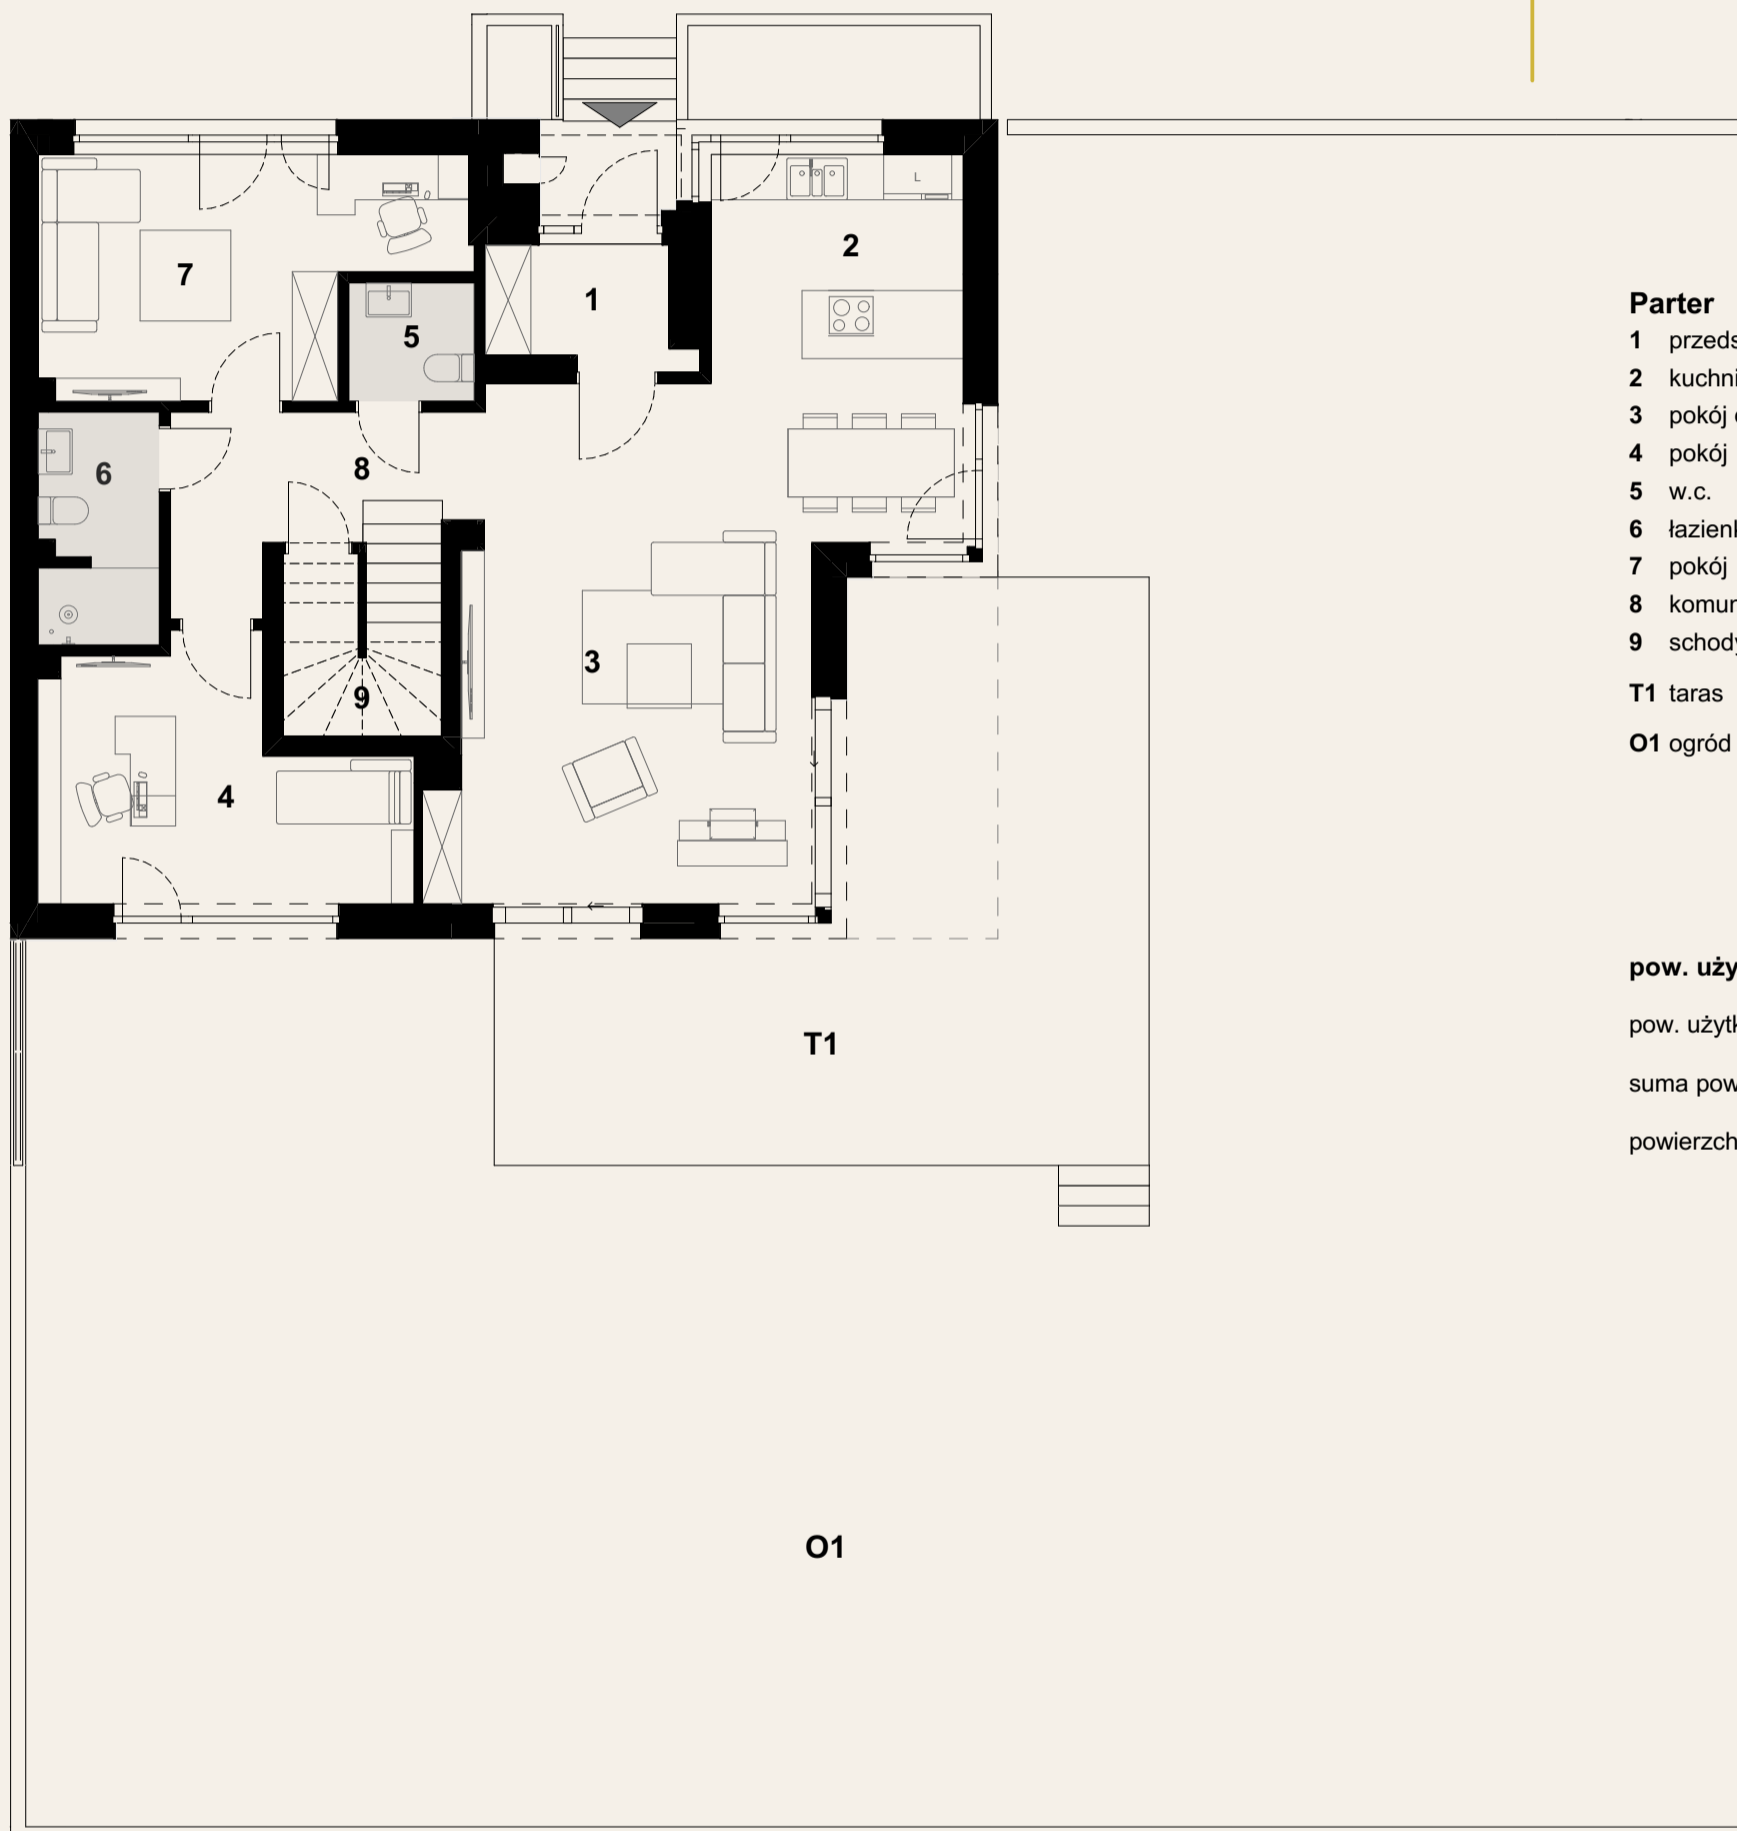 L
2
7
1
5
6
8
3
9
4
T1
O1
Parter
1 przeds
2 kuchni
3 pokój
4 pokój
5 w.c.
6 łazien
7 pokój
8 komun
9 schody
T1 taras
O1 ogród
pow. uży
pow. użyt
suma pow
powierzch